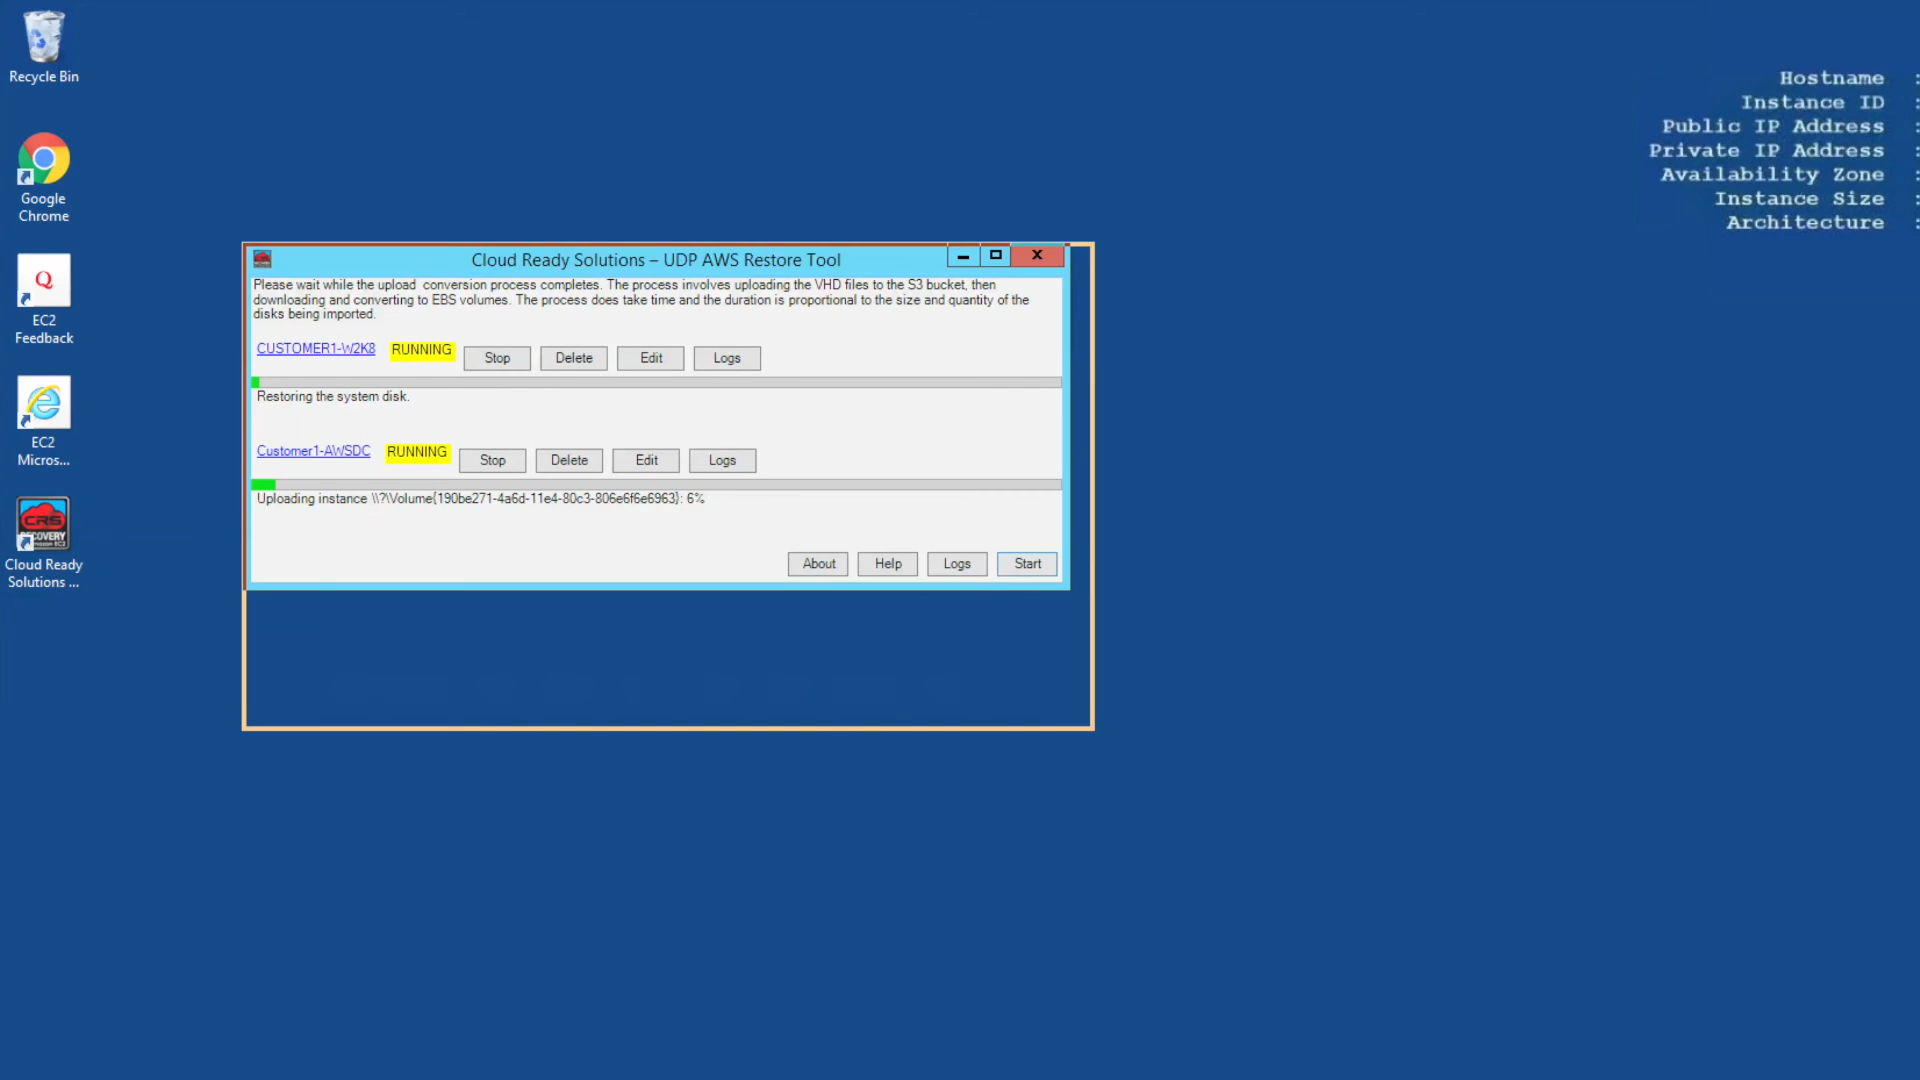 Recycle Bin
Google
Chrome
Q
EC2
Feedback
EC2
Micros...
CRS
Cloud Ready
Solutions ...
Hostname :
Instance ID :
Public IP Address :
Private IP Address :
Availability Zone :
Instance Size :
Architecture :
Cloud Ready Solutions – UDP AWS Restore Tool
Please wait while the upload  conversion process completes. The process involves uploading the VHD files to the S3 bucket, then
downloading and converting to EBS volumes. The process does take time and the duration is proportional to the size and quantity of the
disks being imported.
CUSTOMER1-W2K8 RUNNING Stop Delete Edit Logs
Restoring the system disk.
Customer1-AWSDC RUNNING Stop Delete Edit Logs
Uploading instance \\?\Volume{190be271-4a6d-11e4-80c3-806e6f6e6963}: 6%
About Help Logs Start